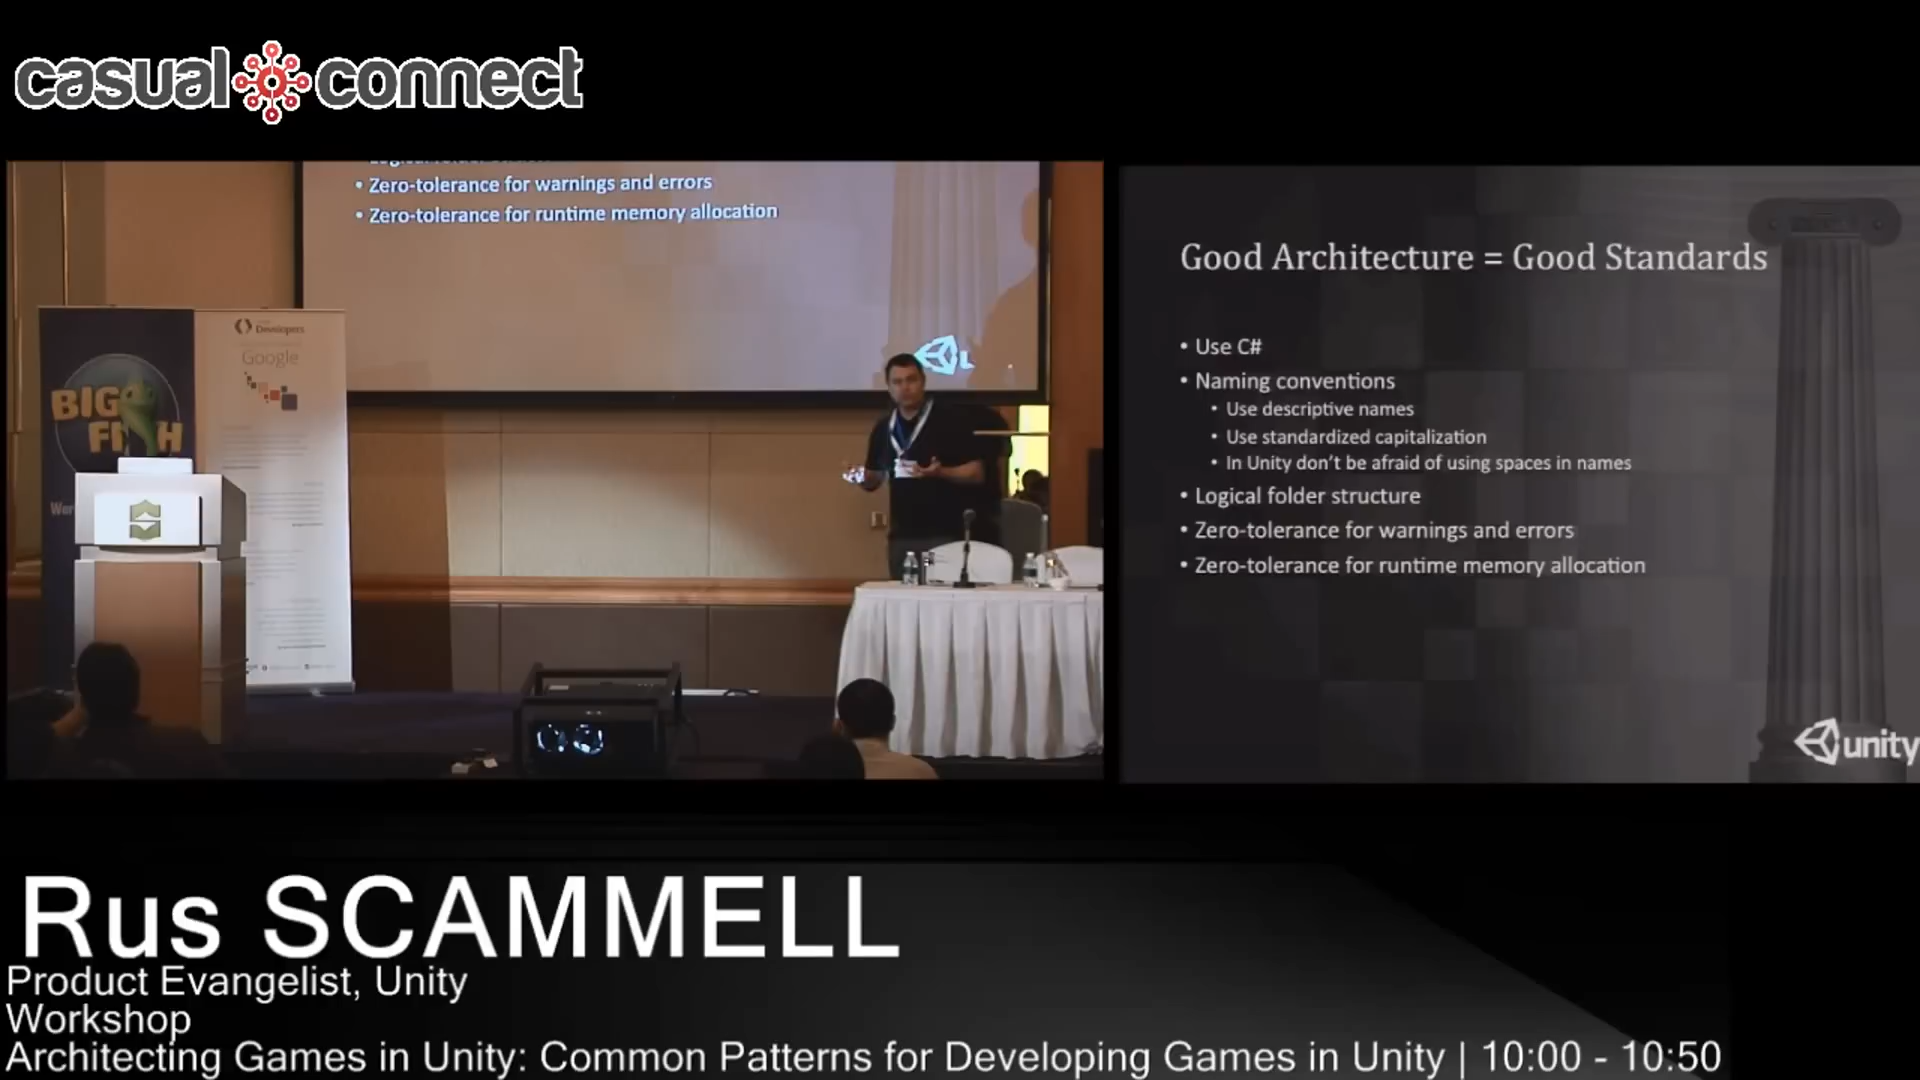 casual connect
• Zero-tolerance for warnings and errors
• Zero-tolerance for runtime memory allocation
Developers
Google
BIG
FISH
Good Architecture = Good Standards
• Use C#
• Naming conventions
• Use descriptive names
• Use standardized capitalization
• In Unity don't be afraid of using spaces in names
• Logical folder structure
• Zero-tolerance for warnings and errors
• Zero-tolerance for runtime memory allocation
unity
Rus SCAMMELL
Product Evangelist, Unity
Workshop
Architecting Games in Unity: Common Patterns for Developing Games in Unity | 10:00 - 10:50